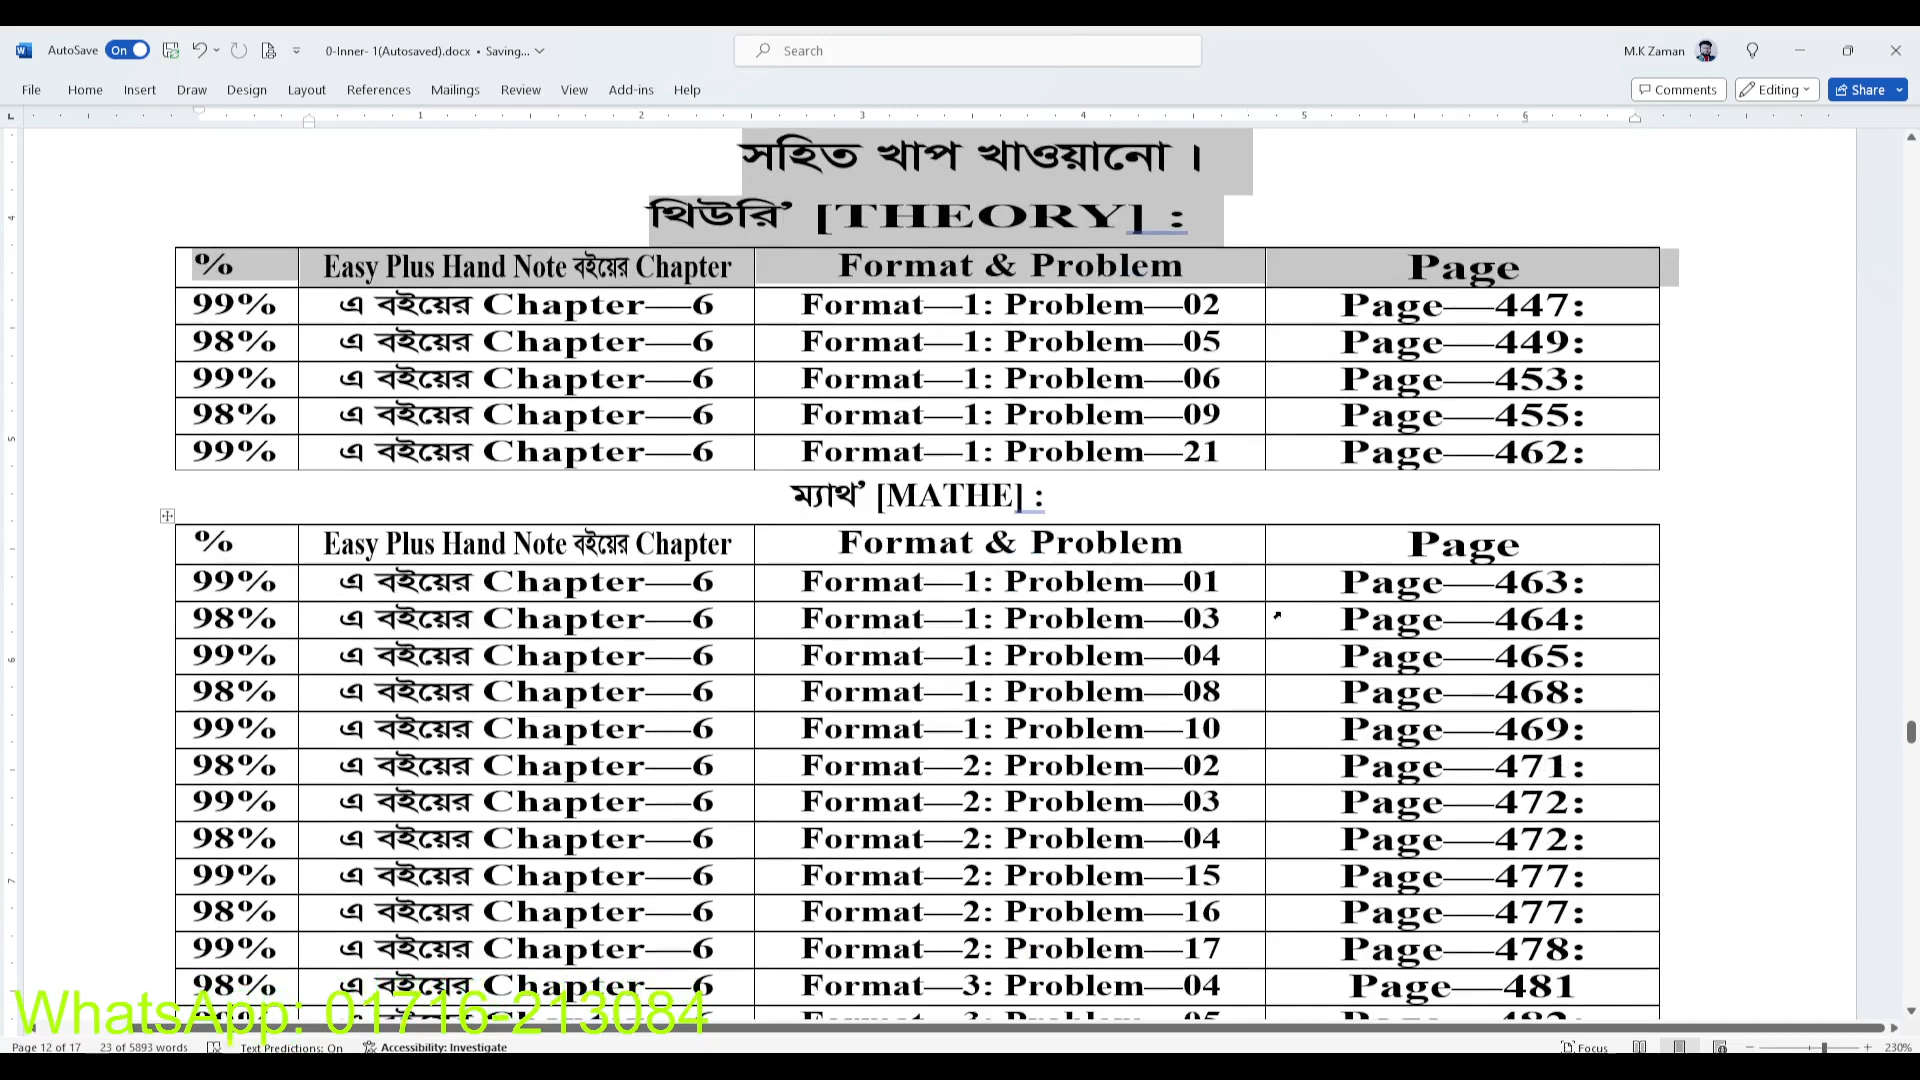 AutoSave On 0-Inner- 1(Autosaved).docx • Saving... Search M.K Zaman
File Home Insert Draw Design Layout References Mailings Review View Add-ins Help Comments Editing Share
1 2 3 4 5 6
সহিত খাপ খাওয়ানো ।
থিউরি’ [THEORY] :
% Easy Plus Hand Note বইয়ের Chapter Format & Problem Page
99% এ বইয়ের Chapter—6 Format—1: Problem—02 Page—447:
98% এ বইয়ের Chapter—6 Format—1: Problem—05 Page—449:
99% এ বইয়ের Chapter—6 Format—1: Problem—06 Page—453:
98% এ বইয়ের Chapter—6 Format—1: Problem—09 Page—455:
99% এ বইয়ের Chapter—6 Format—1: Problem—21 Page—462:
ম্যাথ’ [MATHE] :
% Easy Plus Hand Note বইয়ের Chapter Format & Problem Page
99% এ বইয়ের Chapter—6 Format—1: Problem—01 Page—463:
98% এ বইয়ের Chapter—6 Format—1: Problem—03 Page—464:
99% এ বইয়ের Chapter—6 Format—1: Problem—04 Page—465:
98% এ বইয়ের Chapter—6 Format—1: Problem—08 Page—468:
99% এ বইয়ের Chapter—6 Format—1: Problem—10 Page—469:
98% এ বইয়ের Chapter—6 Format—2: Problem—02 Page—471:
99% এ বইয়ের Chapter—6 Format—2: Problem—03 Page—472:
98% এ বইয়ের Chapter—6 Format—2: Problem—04 Page—472:
99% এ বইয়ের Chapter—6 Format—2: Problem—15 Page—477:
98% এ বইয়ের Chapter—6 Format—2: Problem—16 Page—477:
99% এ বইয়ের Chapter—6 Format—2: Problem—17 Page—478:
98% এ বইয়ের Chapter—6 Format—3: Problem—04 Page—481
WhatsApp: 01716-213084
Page 12 of 17 23 of 5893 words Text Predictions: On Accessibility: Investigate Focus 230%